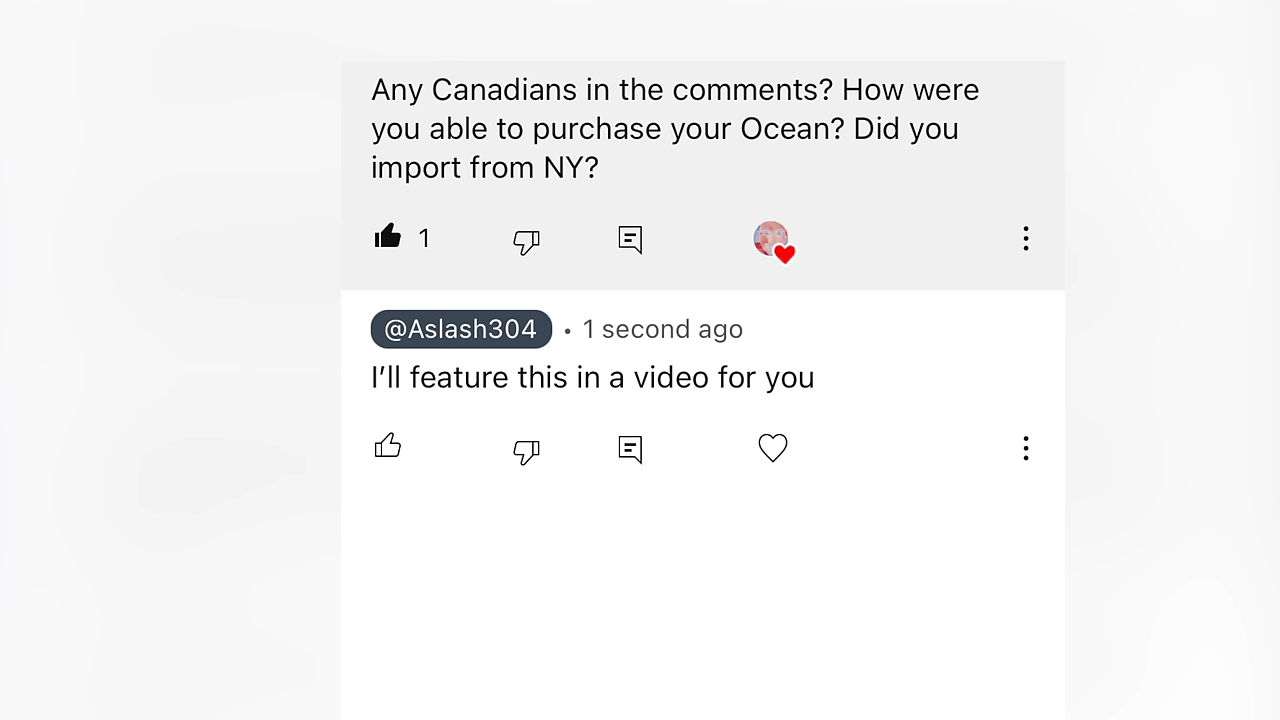 Any Canadians in the comments? How were
you able to purchase your Ocean? Did you
import from NY?
1
@Aslash304 • 1 second ago
I’ll feature this in a video for you